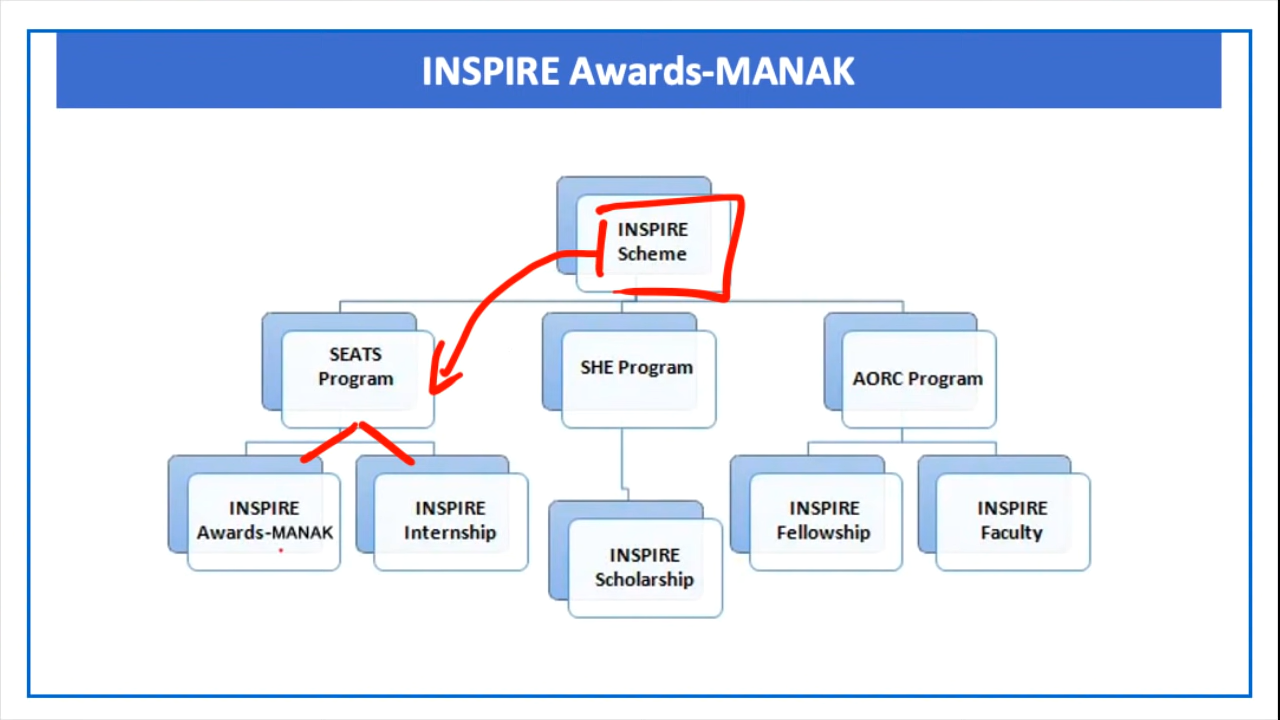 INSPIRE Awards-MANAK
INSPIRE
Scheme
SEATS
Program
SHE Program
AORC Program
INSPIRE
Awards-MANAK
INSPIRE
Internship
INSPIRE
Scholarship
INSPIRE
Fellowship
INSPIRE
Faculty